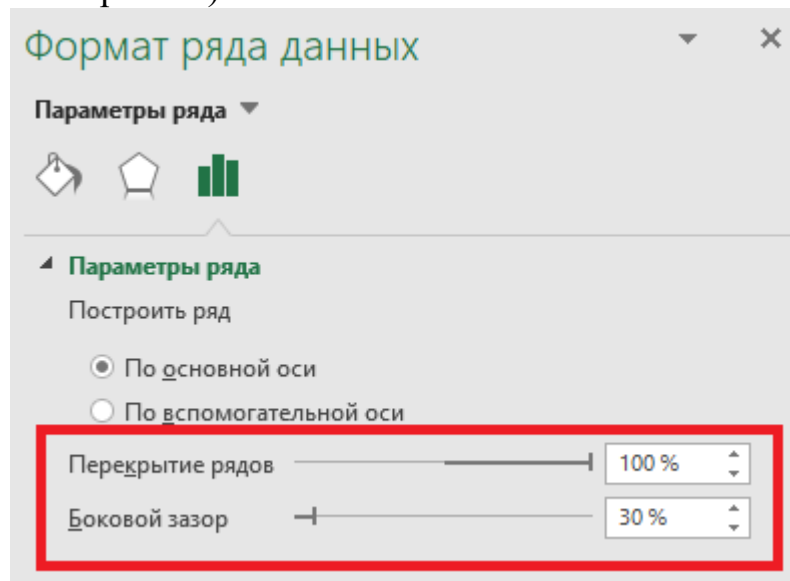 Формат ряда данных
Параметры ряда
Параметры ряда
Построить ряд
По основной оси
По вспомогательной оси
Перекрытие рядов 100 %
Боковой зазор 30 %